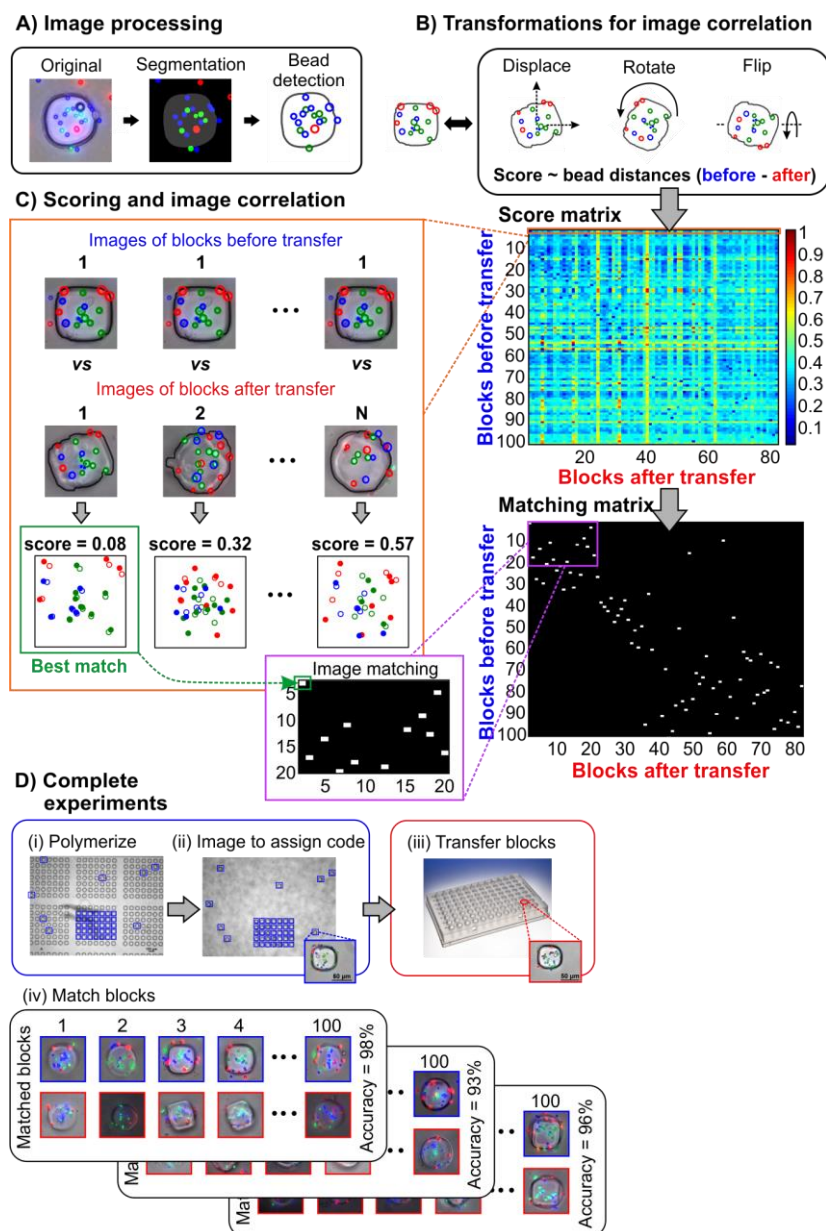 A) Image processing
Original
Segmentation
Bead
detection
B) Transformations for image correlation
Displace
Rotate
Flip
Score ~ bead distances (before - after)
C) Scoring and image correlation
Images of blocks before transfer
1
1
1
vs
vs
vs
Images of blocks after transfer
1
2
N
score = 0.08
score = 0.32
score = 0.57
Best match
Score matrix
Blocks before transfer
10
20
30
40
50
60
70
80
90
100
20
40
60
80
Blocks after transfer
1
0.9
0.8
0.7
0.6
0.5
0.4
0.3
0.2
0.1
Matching matrix
Blocks before transfer
10
20
30
40
50
60
70
80
90
100
10 20 30 40 50 60 70 80
Blocks after transfer
Image matching
5
10
15
20
5 10 15 20
D) Complete
experiments
(i) Polymerize
(ii) Image to assign code
50 µm
(iii) Transfer blocks
50 µm
(iv) Match blocks
Matched blocks
1
2
3
4
100
Accuracy = 98%
100
Accuracy = 93%
Mat
100
Accuracy = 96%
Matc